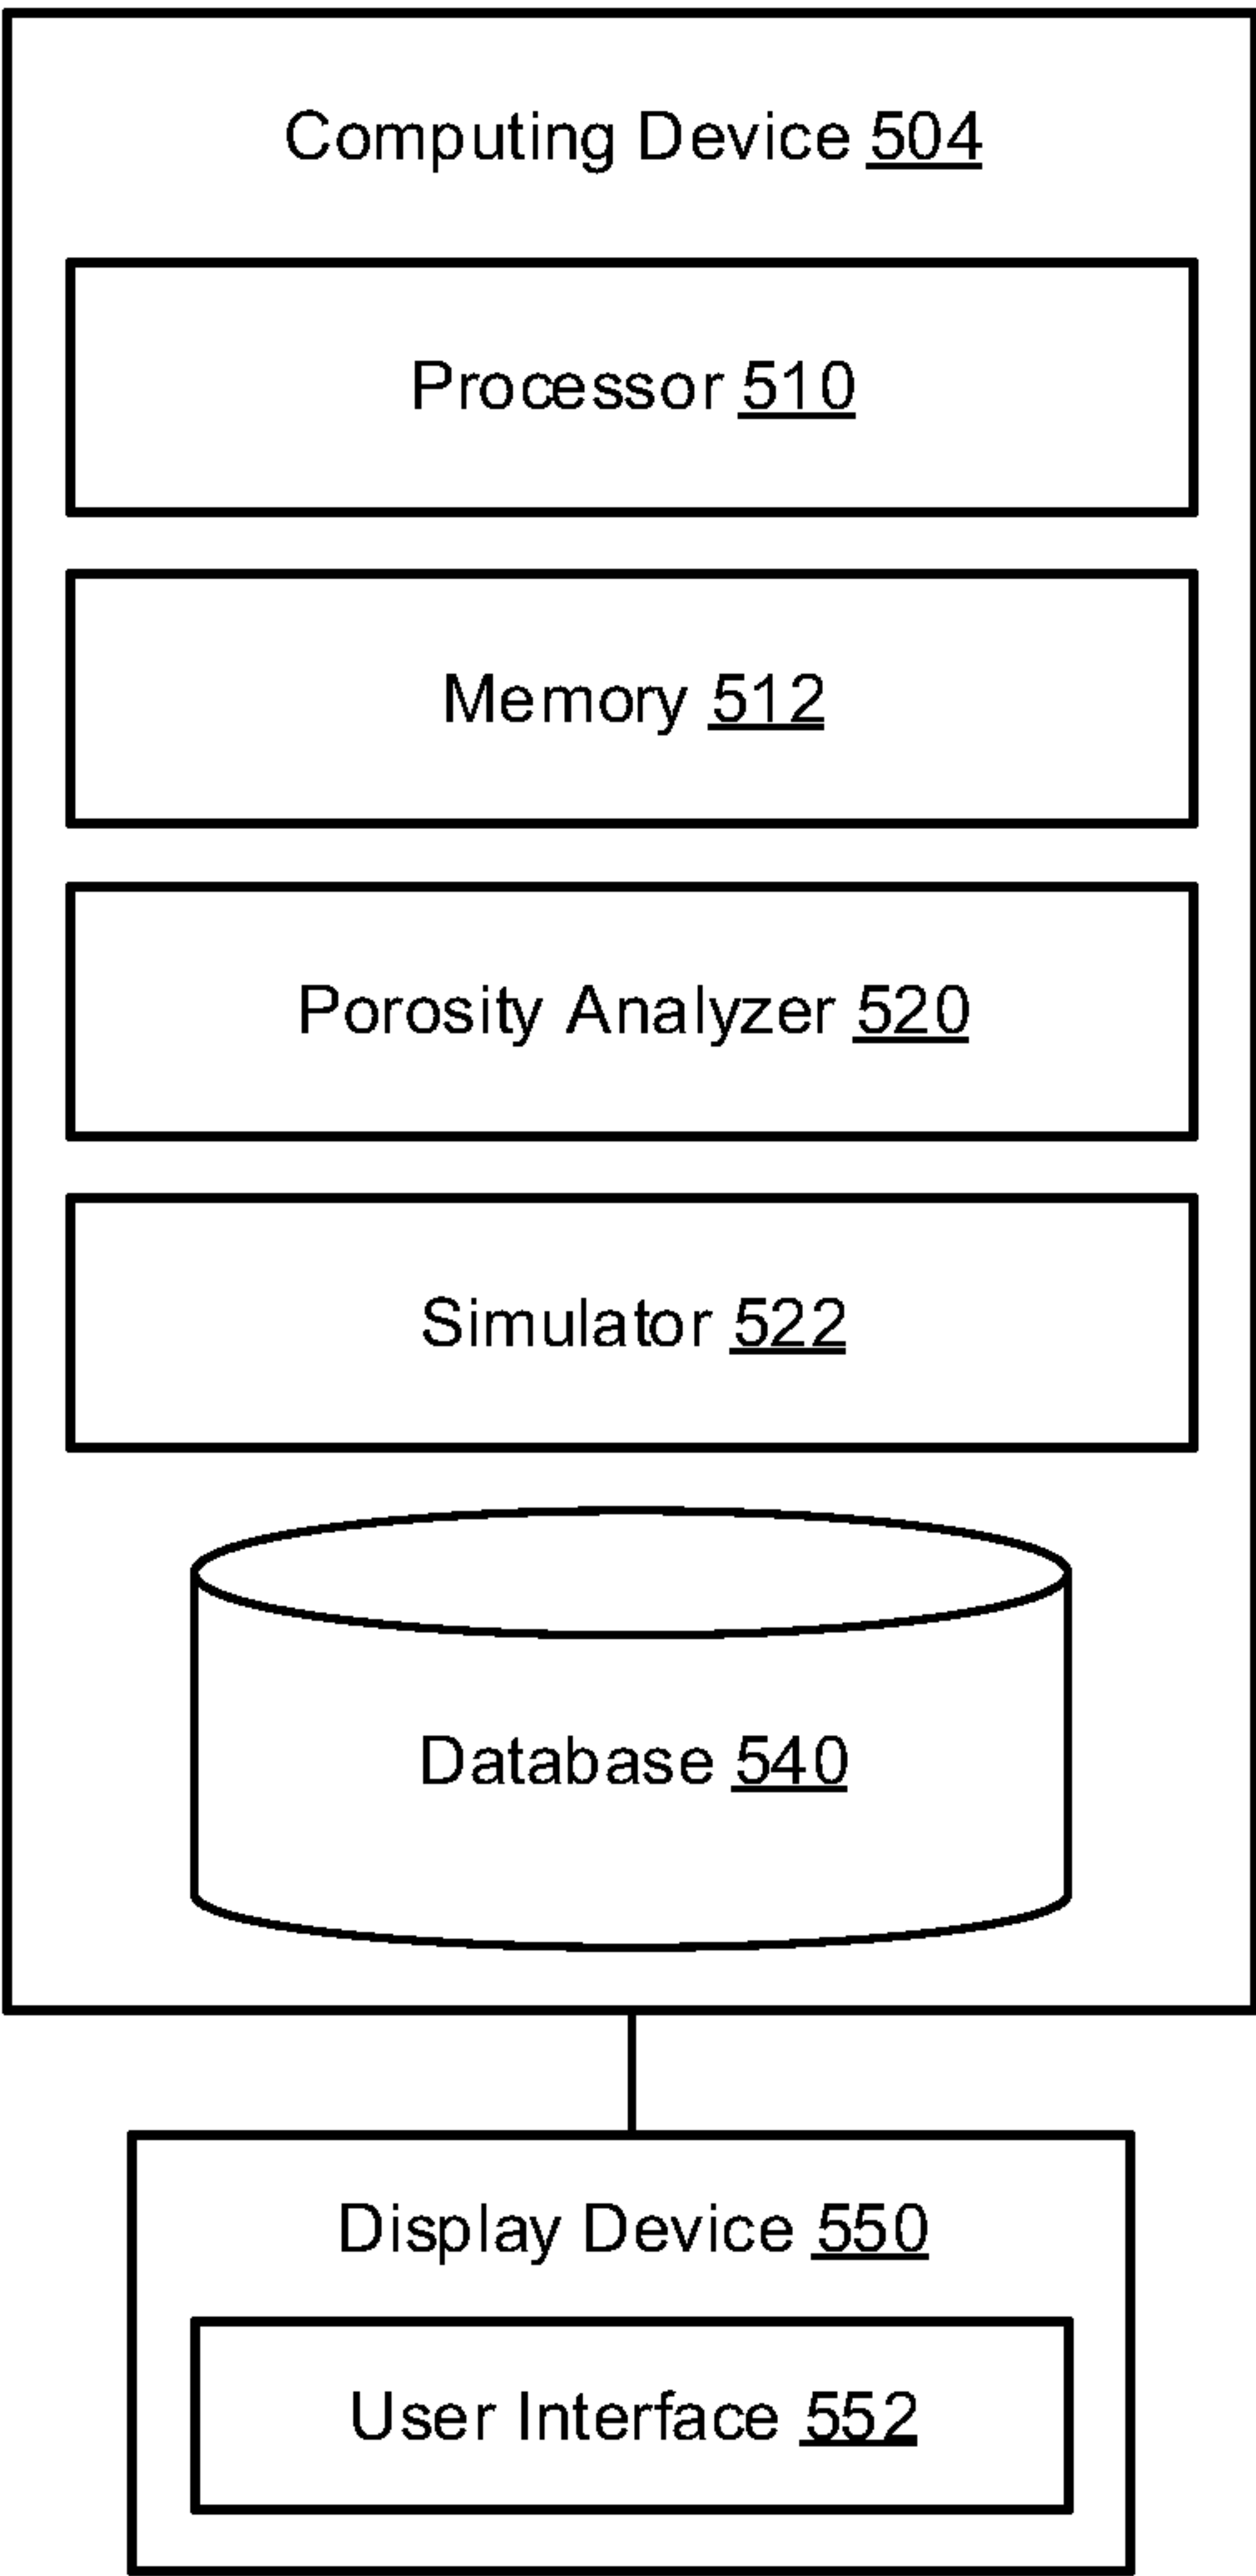 Computing Device 504
Processor 510
Memory 512
Porosity Analyzer 520
Simulator 522
Database 540
Display Device 550
User Interface 552